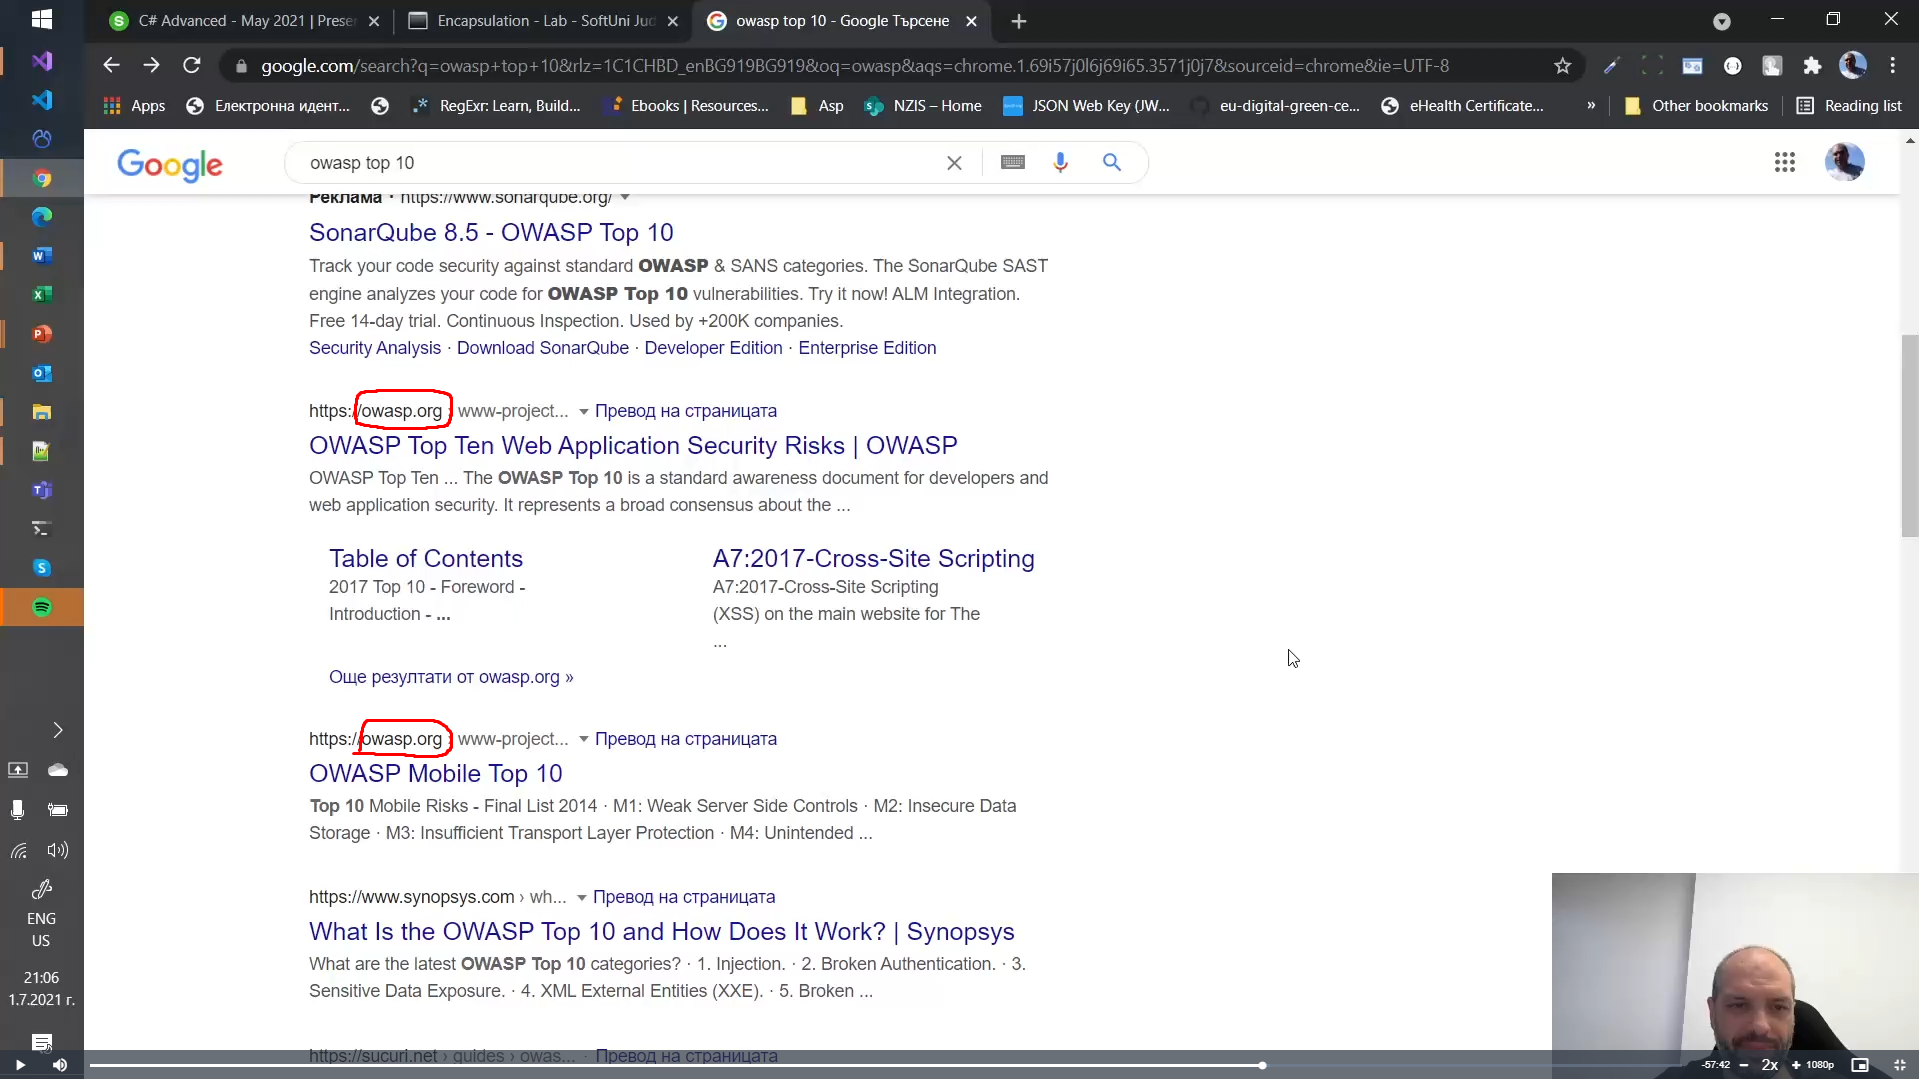 C# Advanced - May 2021 | Prese
Encapsulation - Lab - SoftUni Jud
owasp top 10 - Google Търсене
google.com/search?q=owasp+top+10&rlz=1C1CHBD_enBG919BG919&oq=owasp&aqs=chrome.1.69i57j0l6j69i65.3571j0j7&sourceid=chrome&ie=UTF-8
Apps
Електронна идент...
RegExr: Learn, Build...
Ebooks | Resources...
Asp
NZIS – Home
JSON Web Key (JW...
eu-digital-green-ce...
eHealth Certificate...
»
Other bookmarks
Reading list
Google
owasp top 10
Реклама · https://www.sonarqube.org/
SonarQube 8.5 - OWASP Top 10
Track your code security against standard OWASP & SANS categories. The SonarQube SAST
engine analyzes your code for OWASP Top 10 vulnerabilities. Try it now! ALM Integration.
Free 14-day trial. Continuous Inspection. Used by +200K companies.
Security Analysis · Download SonarQube · Developer Edition · Enterprise Edition
https://owasp.org › www-project... Превод на страницата
OWASP Top Ten Web Application Security Risks | OWASP
OWASP Top Ten ... The OWASP Top 10 is a standard awareness document for developers and
web application security. It represents a broad consensus about the ...
Table of Contents
2017 Top 10 - Foreword -
Introduction - ...
A7:2017-Cross-Site Scripting
A7:2017-Cross-Site Scripting
(XSS) on the main website for The
...
Още резултати от owasp.org »
https://owasp.org › www-project... Превод на страницата
OWASP Mobile Top 10
Top 10 Mobile Risks - Final List 2014 · M1: Weak Server Side Controls · M2: Insecure Data
Storage · M3: Insufficient Transport Layer Protection · M4: Unintended ...
https://www.synopsys.com › wh... Превод на страницата
What Is the OWASP Top 10 and How Does It Work? | Synopsys
What are the latest OWASP Top 10 categories? · 1. Injection. · 2. Broken Authentication. · 3.
Sensitive Data Exposure. · 4. XML External Entities (XXE). · 5. Broken ...
https://sucuri.net › guides › owas... Превод на страницата
ENG
US
21:06
1.7.2021 г.
-57:42
2x
1080p